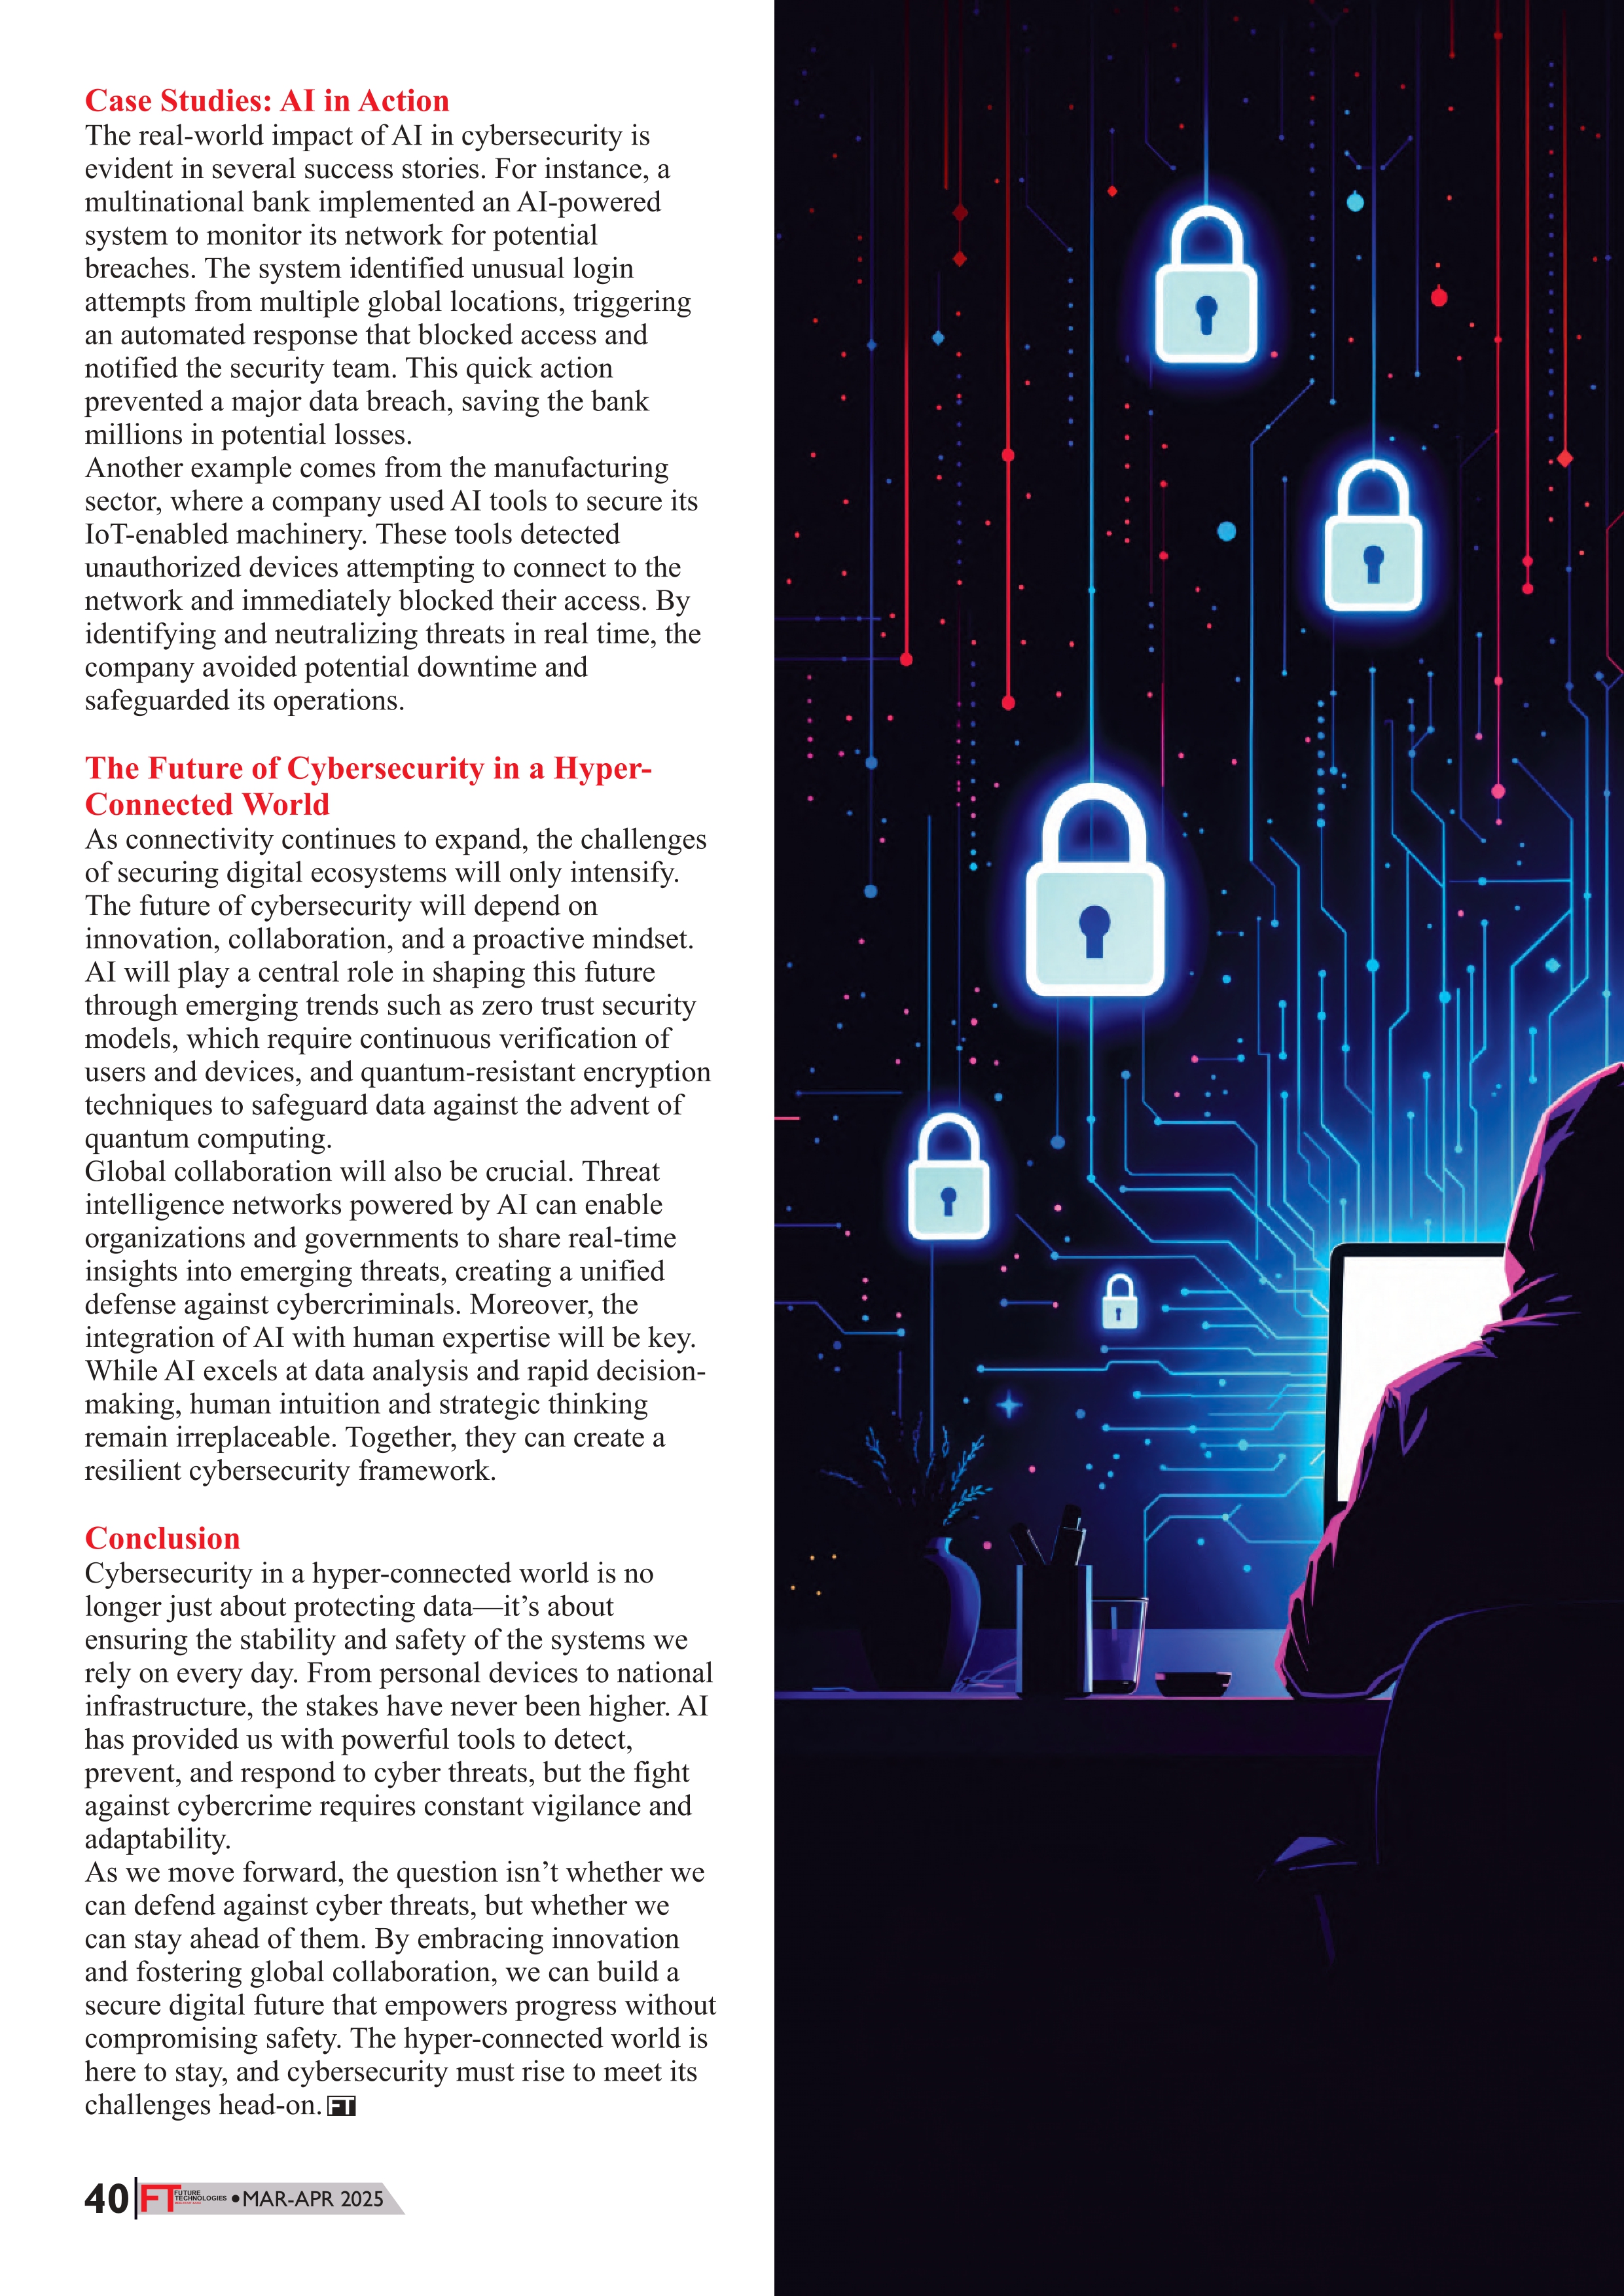 Case Studies: AI in Action
The real-world impact of AI in cybersecurity is
evident in several success stories. For instance, a
multinational bank implemented an AI-powered
system to monitor its network for potential
breaches. The system identified unusual login
attempts from multiple global locations, triggering
an automated response that blocked access and
notified the security team. This quick action
prevented a major data breach, saving the bank
millions in potential losses.
Another example comes from the manufacturing
sector, where a company used AI tools to secure its
IoT-enabled machinery. These tools detected
unauthorized devices attempting to connect to the
network and immediately blocked their access. By
identifying and neutralizing threats in real time, the
company avoided potential downtime and
safeguarded its operations.
The Future of Cybersecurity in a Hyper-
Connected World
As connectivity continues to expand, the challenges
of securing digital ecosystems will only intensify.
The future of cybersecurity will depend on
innovation, collaboration, and a proactive mindset.
AI will play a central role in shaping this future
through emerging trends such as zero trust security
models, which require continuous verification of
users and devices, and quantum-resistant encryption
techniques to safeguard data against the advent of
quantum computing.
Global collaboration will also be crucial. Threat
intelligence networks powered by AI can enable
organizations and governments to share real-time
insights into emerging threats, creating a unified
defense against cybercriminals. Moreover, the
integration of AI with human expertise will be key.
While AI excels at data analysis and rapid decision-
making, human intuition and strategic thinking
remain irreplaceable. Together, they can create a
resilient cybersecurity framework.
Conclusion
Cybersecurity in a hyper-connected world is no
longer just about protecting data—it’s about
ensuring the stability and safety of the systems we
rely on every day. From personal devices to national
infrastructure, the stakes have never been higher. AI
has provided us with powerful tools to detect,
prevent, and respond to cyber threats, but the fight
against cybercrime requires constant vigilance and
adaptability.
As we move forward, the question isn’t whether we
can defend against cyber threats, but whether we
can stay ahead of them. By embracing innovation
and fostering global collaboration, we can build a
secure digital future that empowers progress without
compromising safety. The hyper-connected world is
here to stay, and cybersecurity must rise to meet its
challenges head-on. FT
40 FT FUTURE TECHNOLOGIES • MAR-APR 2025